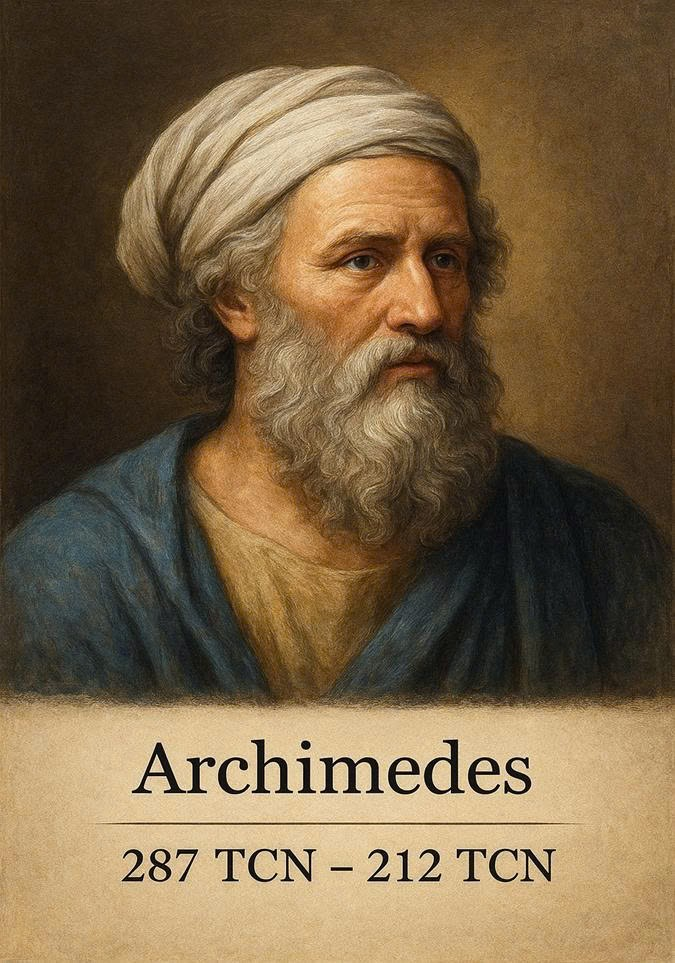 Archimedes
287 TCN – 212 TCN